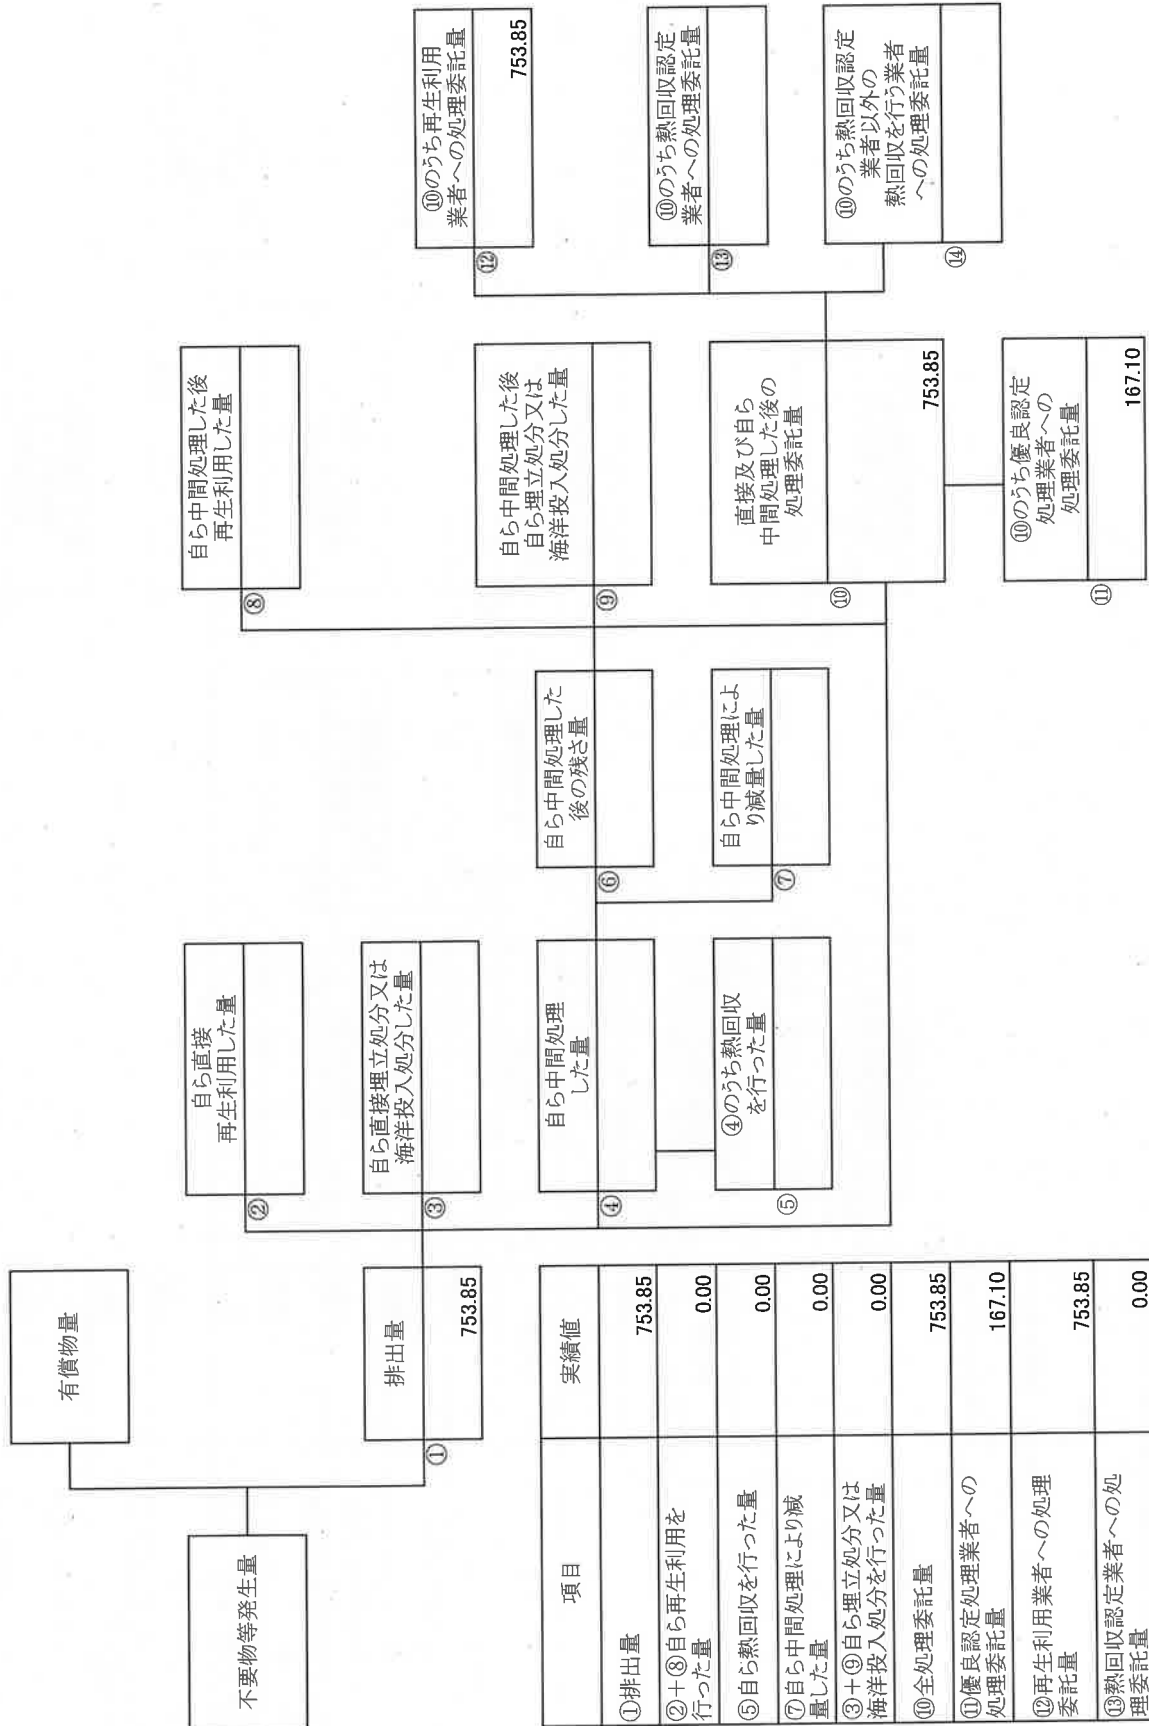 不要物等発生量
有償物量
排出量
①
753.85
自ら直接
再生利用した量
②
自ら直接埋立処分又は
海洋投入処分した量
③
自ら中間処理
した量
④
④のうち熱回収
を行った量
⑤
自ら中間処理した
後の残さ量
⑥
自ら中間処理によ
り減量した量
⑦
自ら中間処理した後
再生利用した量
⑧
自ら中間処理した後
自ら埋立処分又は
海洋投入処分した量
⑨
直接及び自ら
中間処理した後の
処理委託量
⑩
753.85
⑩のうち優良認定
処理業者への
処理委託量
⑪
167.10
⑩のうち再生利用
業者への処理委託量
⑫
753.85
⑩のうち熱回収認定
業者への処理委託量
⑬
⑩のうち熱回収認定
業者以外の
熱回収を行う業者
への処理委託量
⑭
項目 実績値
①排出量 753.85
②+⑧自ら再生利用を
行った量 0.00
⑤自ら熱回収を行った量 0.00
⑦自ら中間処理により減
量した量 0.00
③+⑨自ら埋立処分又は
海洋投入処分を行った量 0.00
⑩全処理委託量 753.85
⑪優良認定処理業者への
処理委託量 167.10
⑫再生利用業者への処理
委託量 753.85
⑬熱回収認定業者への処
理委託量 0.00